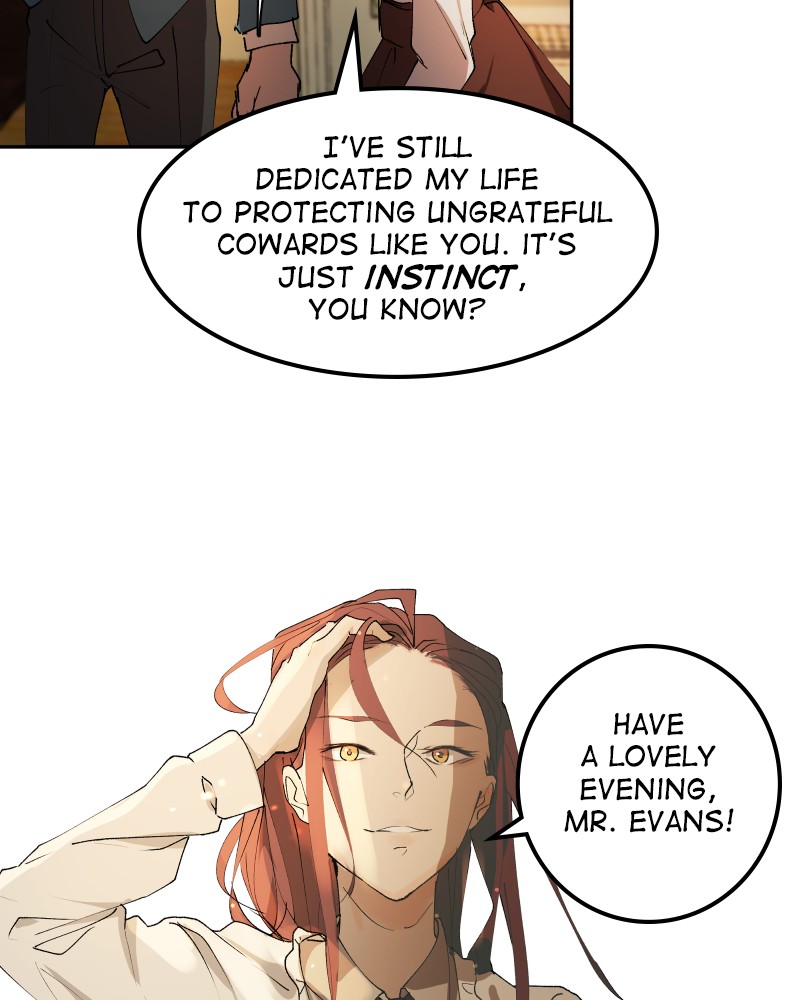 I'VE STILL
DEDICATED MY LIFE
TO PROTECTING UNGRATEFUL
COWARDS LIKE YOU. IT'S
JUST INSTINCT,
YOU KNOW?
HAVE
A LOVELY
EVENING,
MR. EVANS!